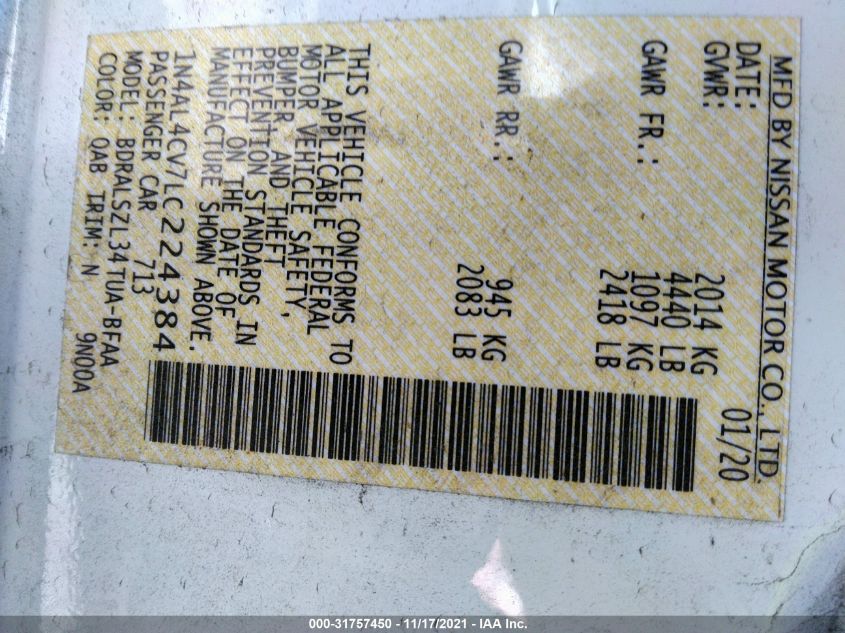 MFD BY NISSAN MOTOR CO., LTD.
DATE: 01/20
GVWR: 2014 KG
4440 LB
GAWR FR.: 1097 KG
2418 LB
GAWR RR.: 945 KG
2083 LB
THIS VEHICLE CONFORMS TO
ALL APPLICABLE FEDERAL
MOTOR VEHICLE SAFETY,
BUMPER AND THEFT
PREVENTION STANDARDS IN
EFFECT ON THE DATE OF
MANUFACTURE SHOWN ABOVE.
1N4AL4CV7LC224384
PASSENGER CAR 713
MODEL: BDRALSZL34TUA-BFAA
COLOR: QAB TRIM: N 9N00A
000-31757450 - 11/17/2021 - IAA Inc.